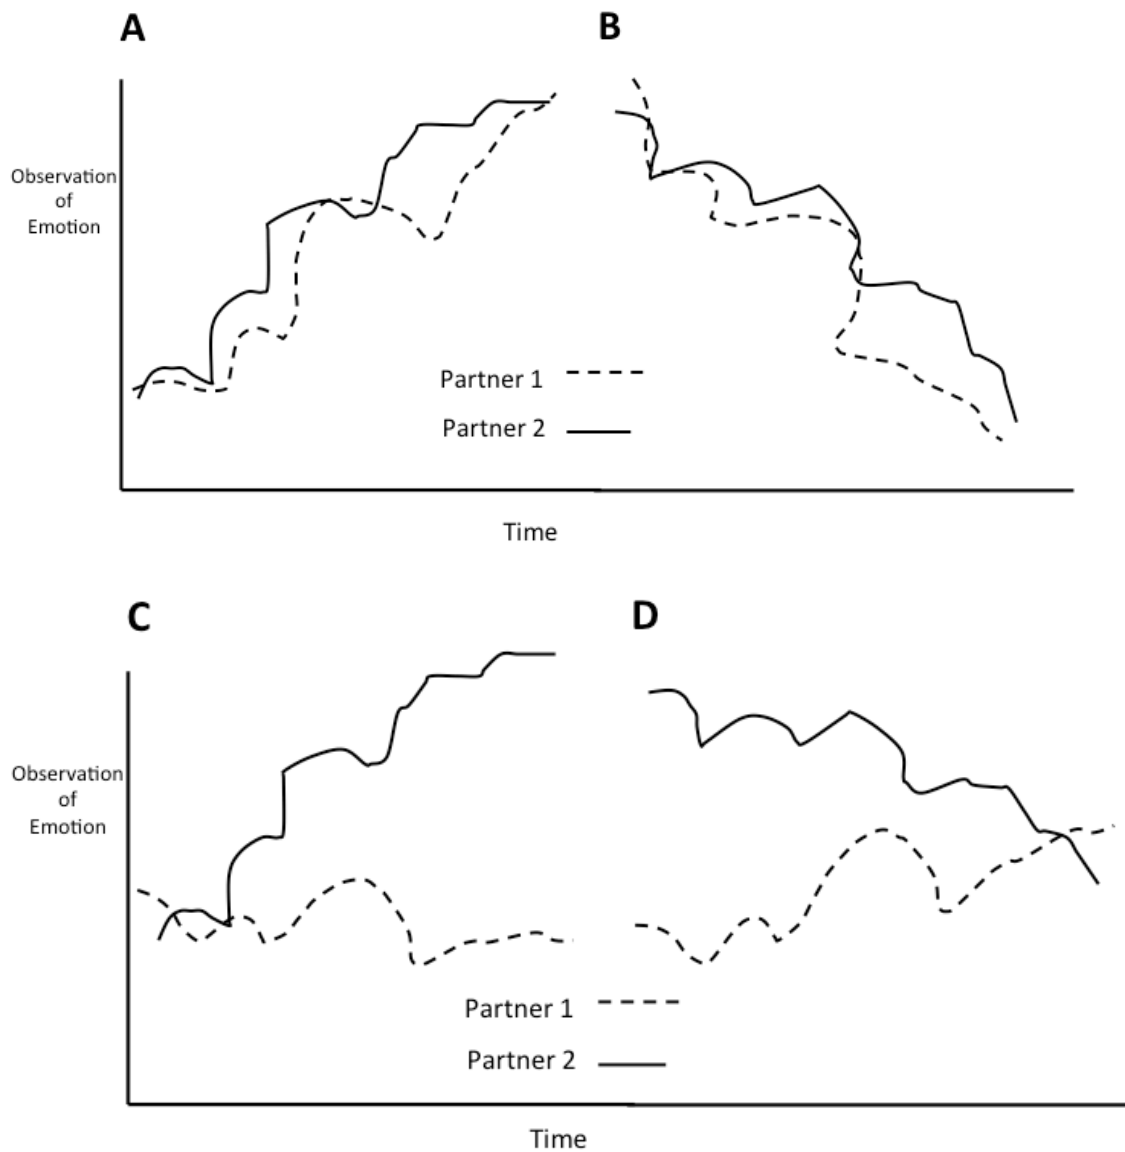 A
B
Observation
of
Emotion
Partner 1
Partner 2
Time
C
D
Observation
of
Emotion
Partner 1
Partner 2
Time